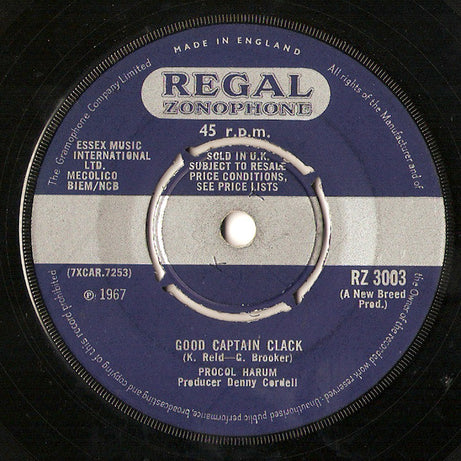 MADE IN ENGLAND
The Gramophone Company Limited
All rights of the Manufacturer and of
the Owner of the recorded work reserved. Unauthorised public performance, broadcasting and copying of this record prohibited
REGAL
ZONOPHONE
45 r.p.m.
ESSEX MUSIC
INTERNATIONAL
LTD.
MECOLICO
BIEM/NCB
SOLD IN U.K.
SUBJECT TO RESALE
PRICE CONDITIONS,
SEE PRICE LISTS
(7XCAR.7253)
℗ 1967
RZ 3003
(A New Breed
Prod.)
GOOD CAPTAIN CLACK
(K. Reid—G. Brooker)
PROCOL HARUM
Producer Denny Cordell